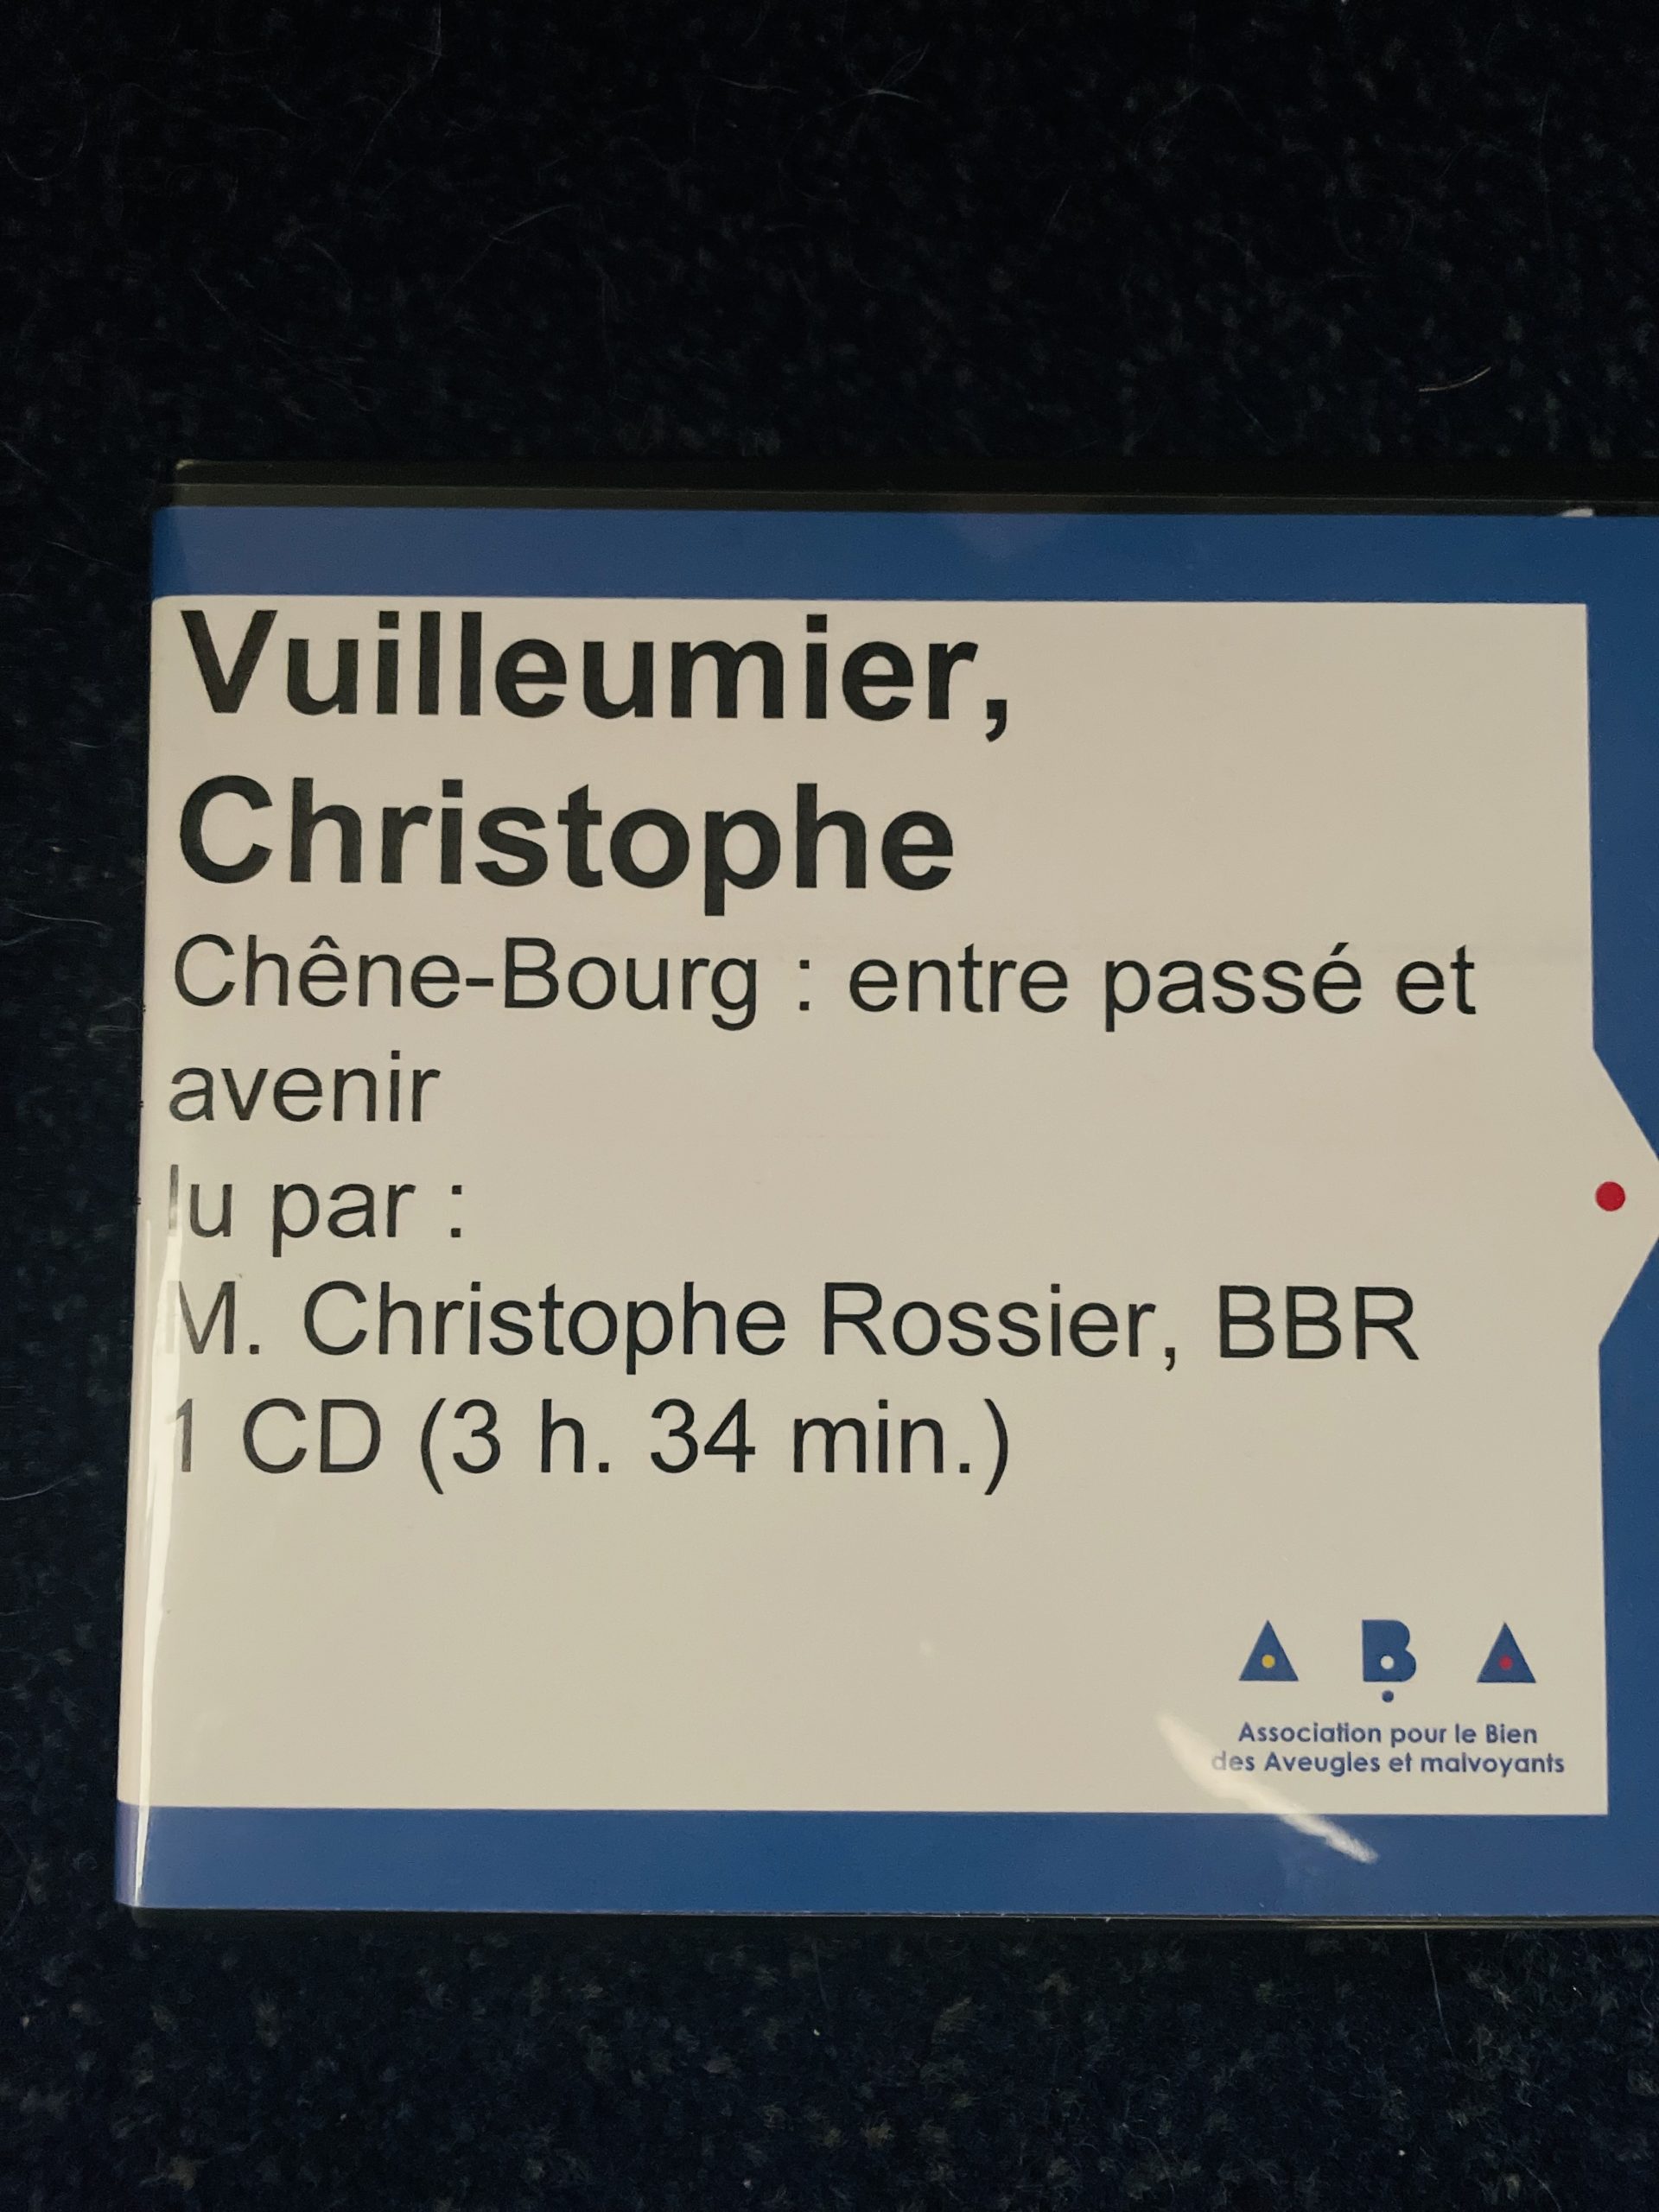 Vuilleumier,
Christophe
Chêne-Bourg : entre passé et
avenir
lu par :
M. Christophe Rossier, BBR
1 CD (3 h. 34 min.)
A B A
Association pour le Bien
des Aveugles et malvoyants